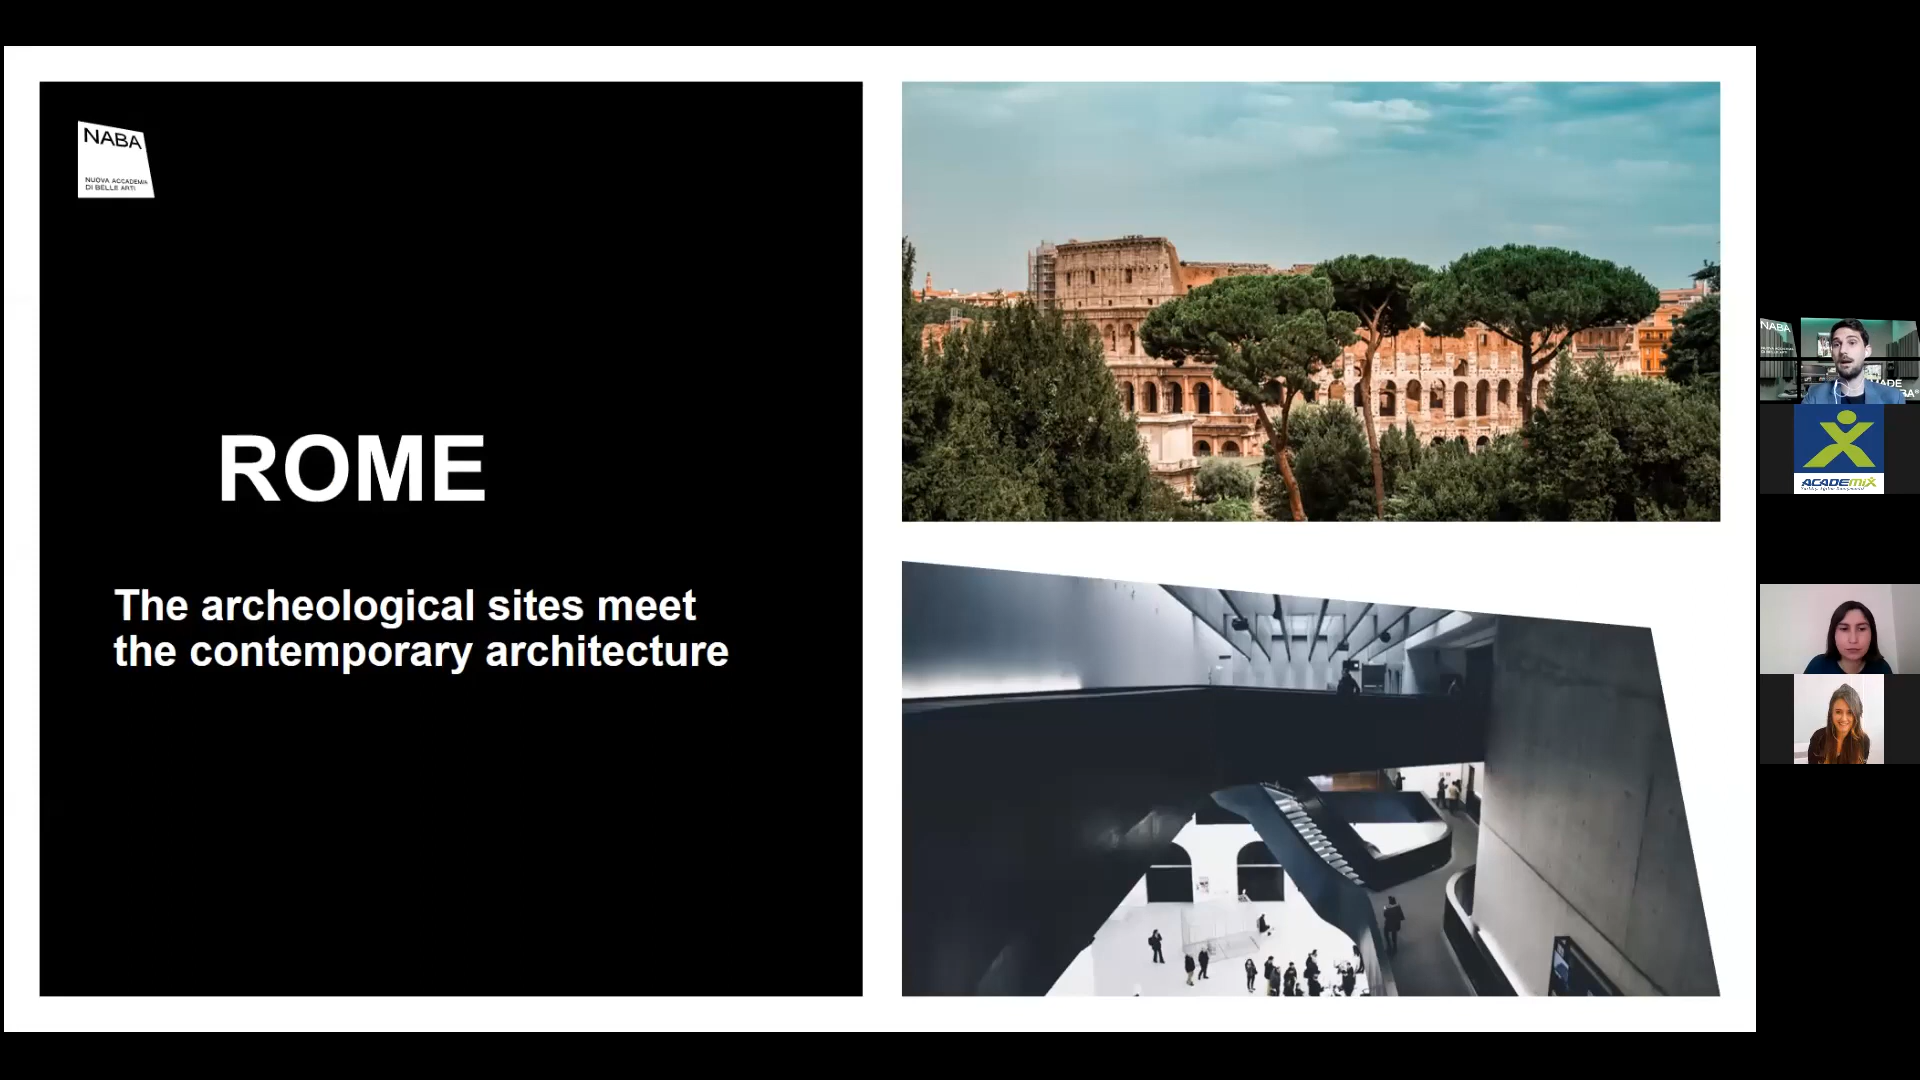 NABA
NUOVA ACCADEMIA
DI BELLE ARTI
ROME
The archeological sites meet
the contemporary architecture
NABA
ACADEMIX